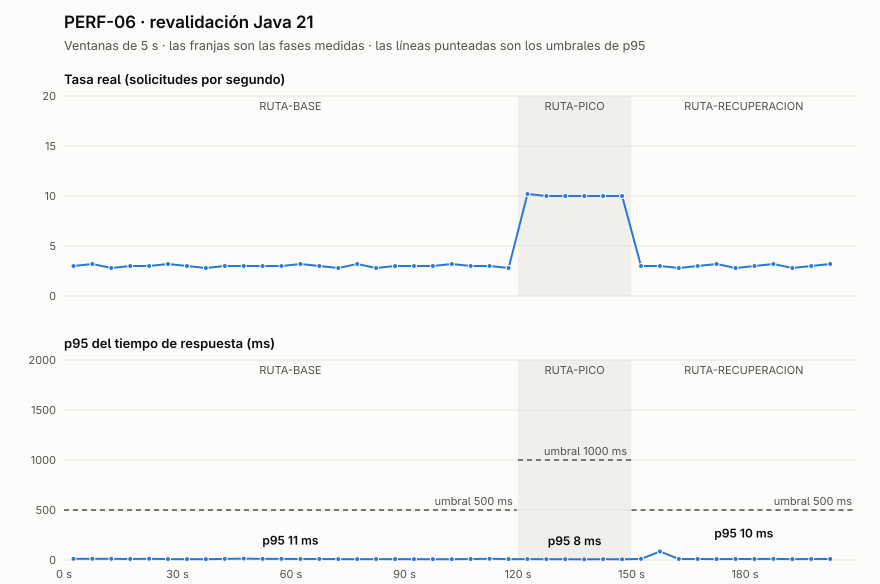 PERF-06 · revalidación Java 21
Ventanas de 5 s · las franjas son las fases medidas · las líneas punteadas son los umbrales de p95
Tasa real (solicitudes por segundo)
20
RUTA-BASE RUTA-PICO RUTA-RECUPERACION
15
10
5
0
p95 del tiempo de respuesta (ms)
2000
RUTA-BASE RUTA-PICO RUTA-RECUPERACION
1500
umbral 1000 ms
1000
umbral 500 ms umbral 500 ms
500
p95 11 ms p95 8 ms p95 10 ms
0
0 s 30 s 60 s 90 s 120 s 150 s 180 s